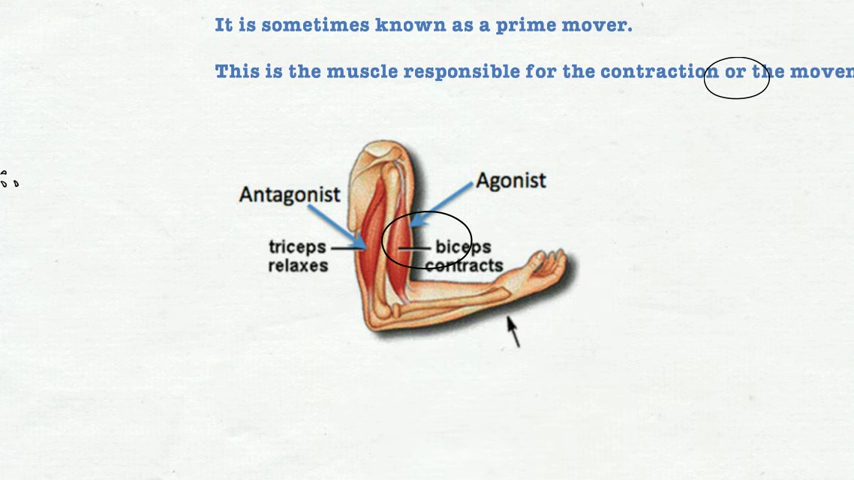 It is sometimes known as a prime mover.
This is the muscle responsible for the contraction or the
Antagonist
Agonist
triceps
relaxes
biceps
contracts